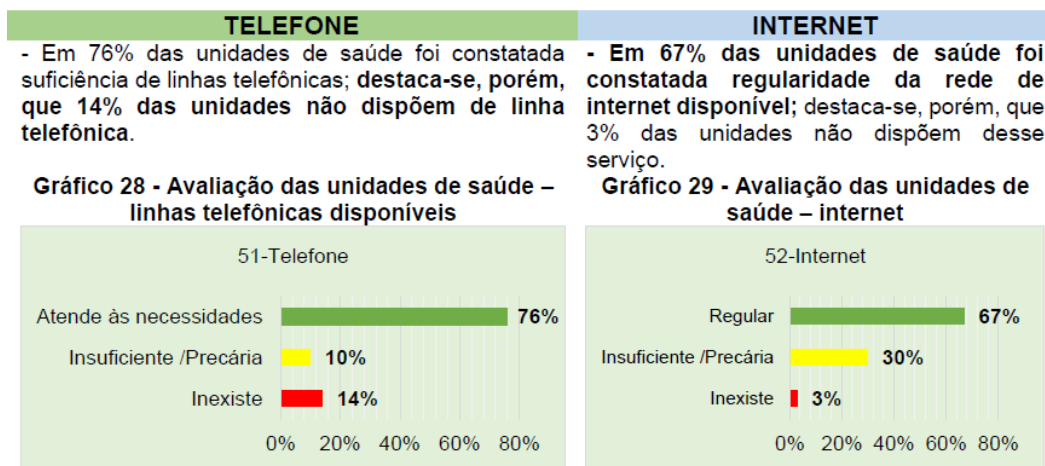 TELEFONE
- Em 76% das unidades de saúde foi constatada
suficiência de linhas telefônicas; destaca-se, porém,
que 14% das unidades não dispõem de linha
telefônica.
Gráfico 28 - Avaliação das unidades de saúde –
linhas telefônicas disponíveis
51-Telefone
Atende às necessidades 76%
Insuficiente /Precária 10%
Inexiste 14%
0% 20% 40% 60% 80%
INTERNET
- Em 67% das unidades de saúde foi
constatada regularidade da rede de
internet disponível; destaca-se, porém, que
3% das unidades não dispõem desse
serviço.
Gráfico 29 - Avaliação das unidades de
saúde – internet
52-Internet
Regular 67%
Insuficiente /Precária 30%
Inexiste 3%
0% 20% 40% 60% 80%